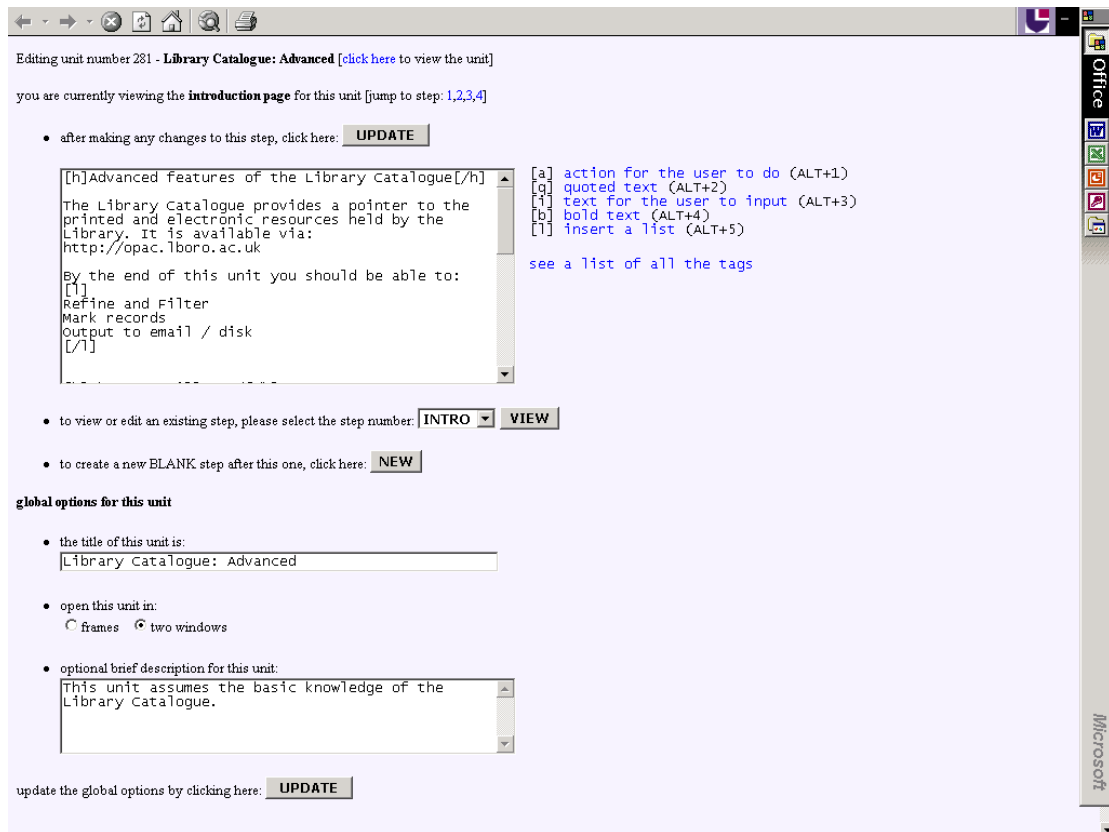 Editing unit number 281 - Library Catalogue: Advanced [click here to view the unit]
you are currently viewing the introduction page for this unit [jump to step: 1,2,3,4]
after making any changes to this step, click here: UPDATE
[h]Advanced features of the Library Catalogue[/h]
The Library Catalogue provides a pointer to the
printed and electronic resources held by the
Library. It is available via:
http://opac.lboro.ac.uk
By the end of this unit you should be able to:
[l]
Refine and Filter
Mark records
Output to email / disk
[/l]
[a] action for the user to do (ALT+1)
[q] quoted text (ALT+2)
[i] text for the user to input (ALT+3)
[b] bold text (ALT+4)
[l] insert a list (ALT+5)
see a list of all the tags
to view or edit an existing step, please select the step number: INTRO VIEW
to create a new BLANK step after this one, click here: NEW
global options for this unit
the title of this unit is:
Library Catalogue: Advanced
open this unit in:
frames two windows
optional brief description for this unit:
This unit assumes the basic knowledge of the
Library Catalogue.
update the global options by clicking here: UPDATE
Office
Microsoft